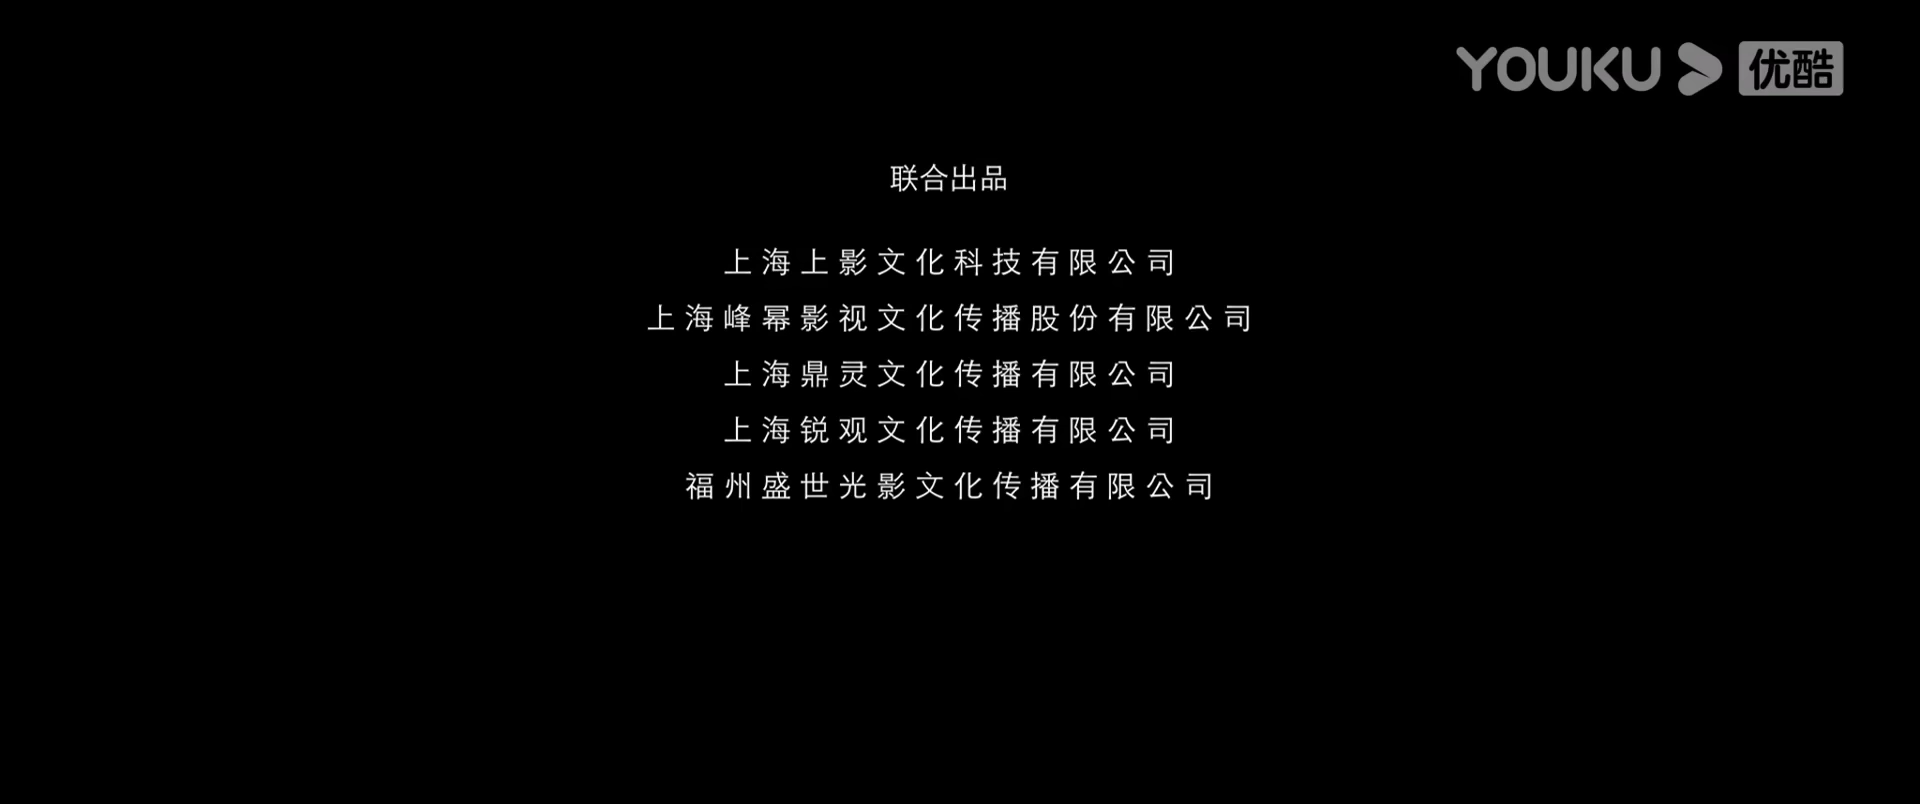 YOUKU 优酷
联合出品
上海上影文化科技有限公司
上海峰幂影视文化传播股份有限公司
上海鼎灵文化传播有限公司
上海锐观文化传播有限公司
福州盛世光影文化传播有限公司